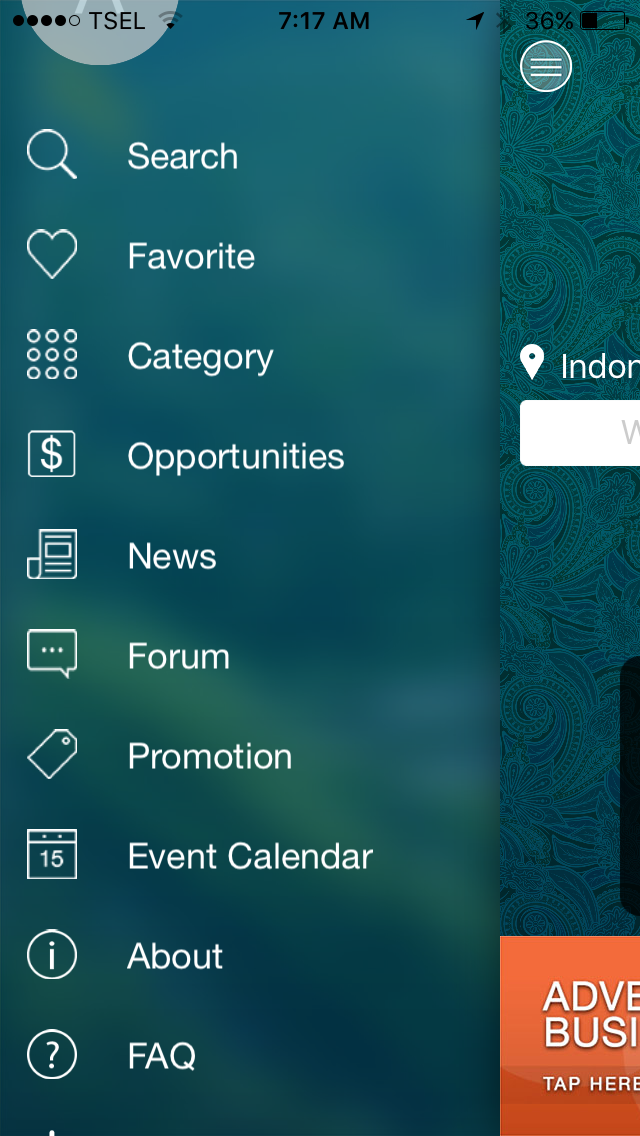 TSEL 7:17 AM 36%
Search
Favorite
Category
Opportunities
$
News
Forum
Promotion
Event Calendar
15
About
FAQ
?
Indon
W
ADVE
BUSI
TAP HERE